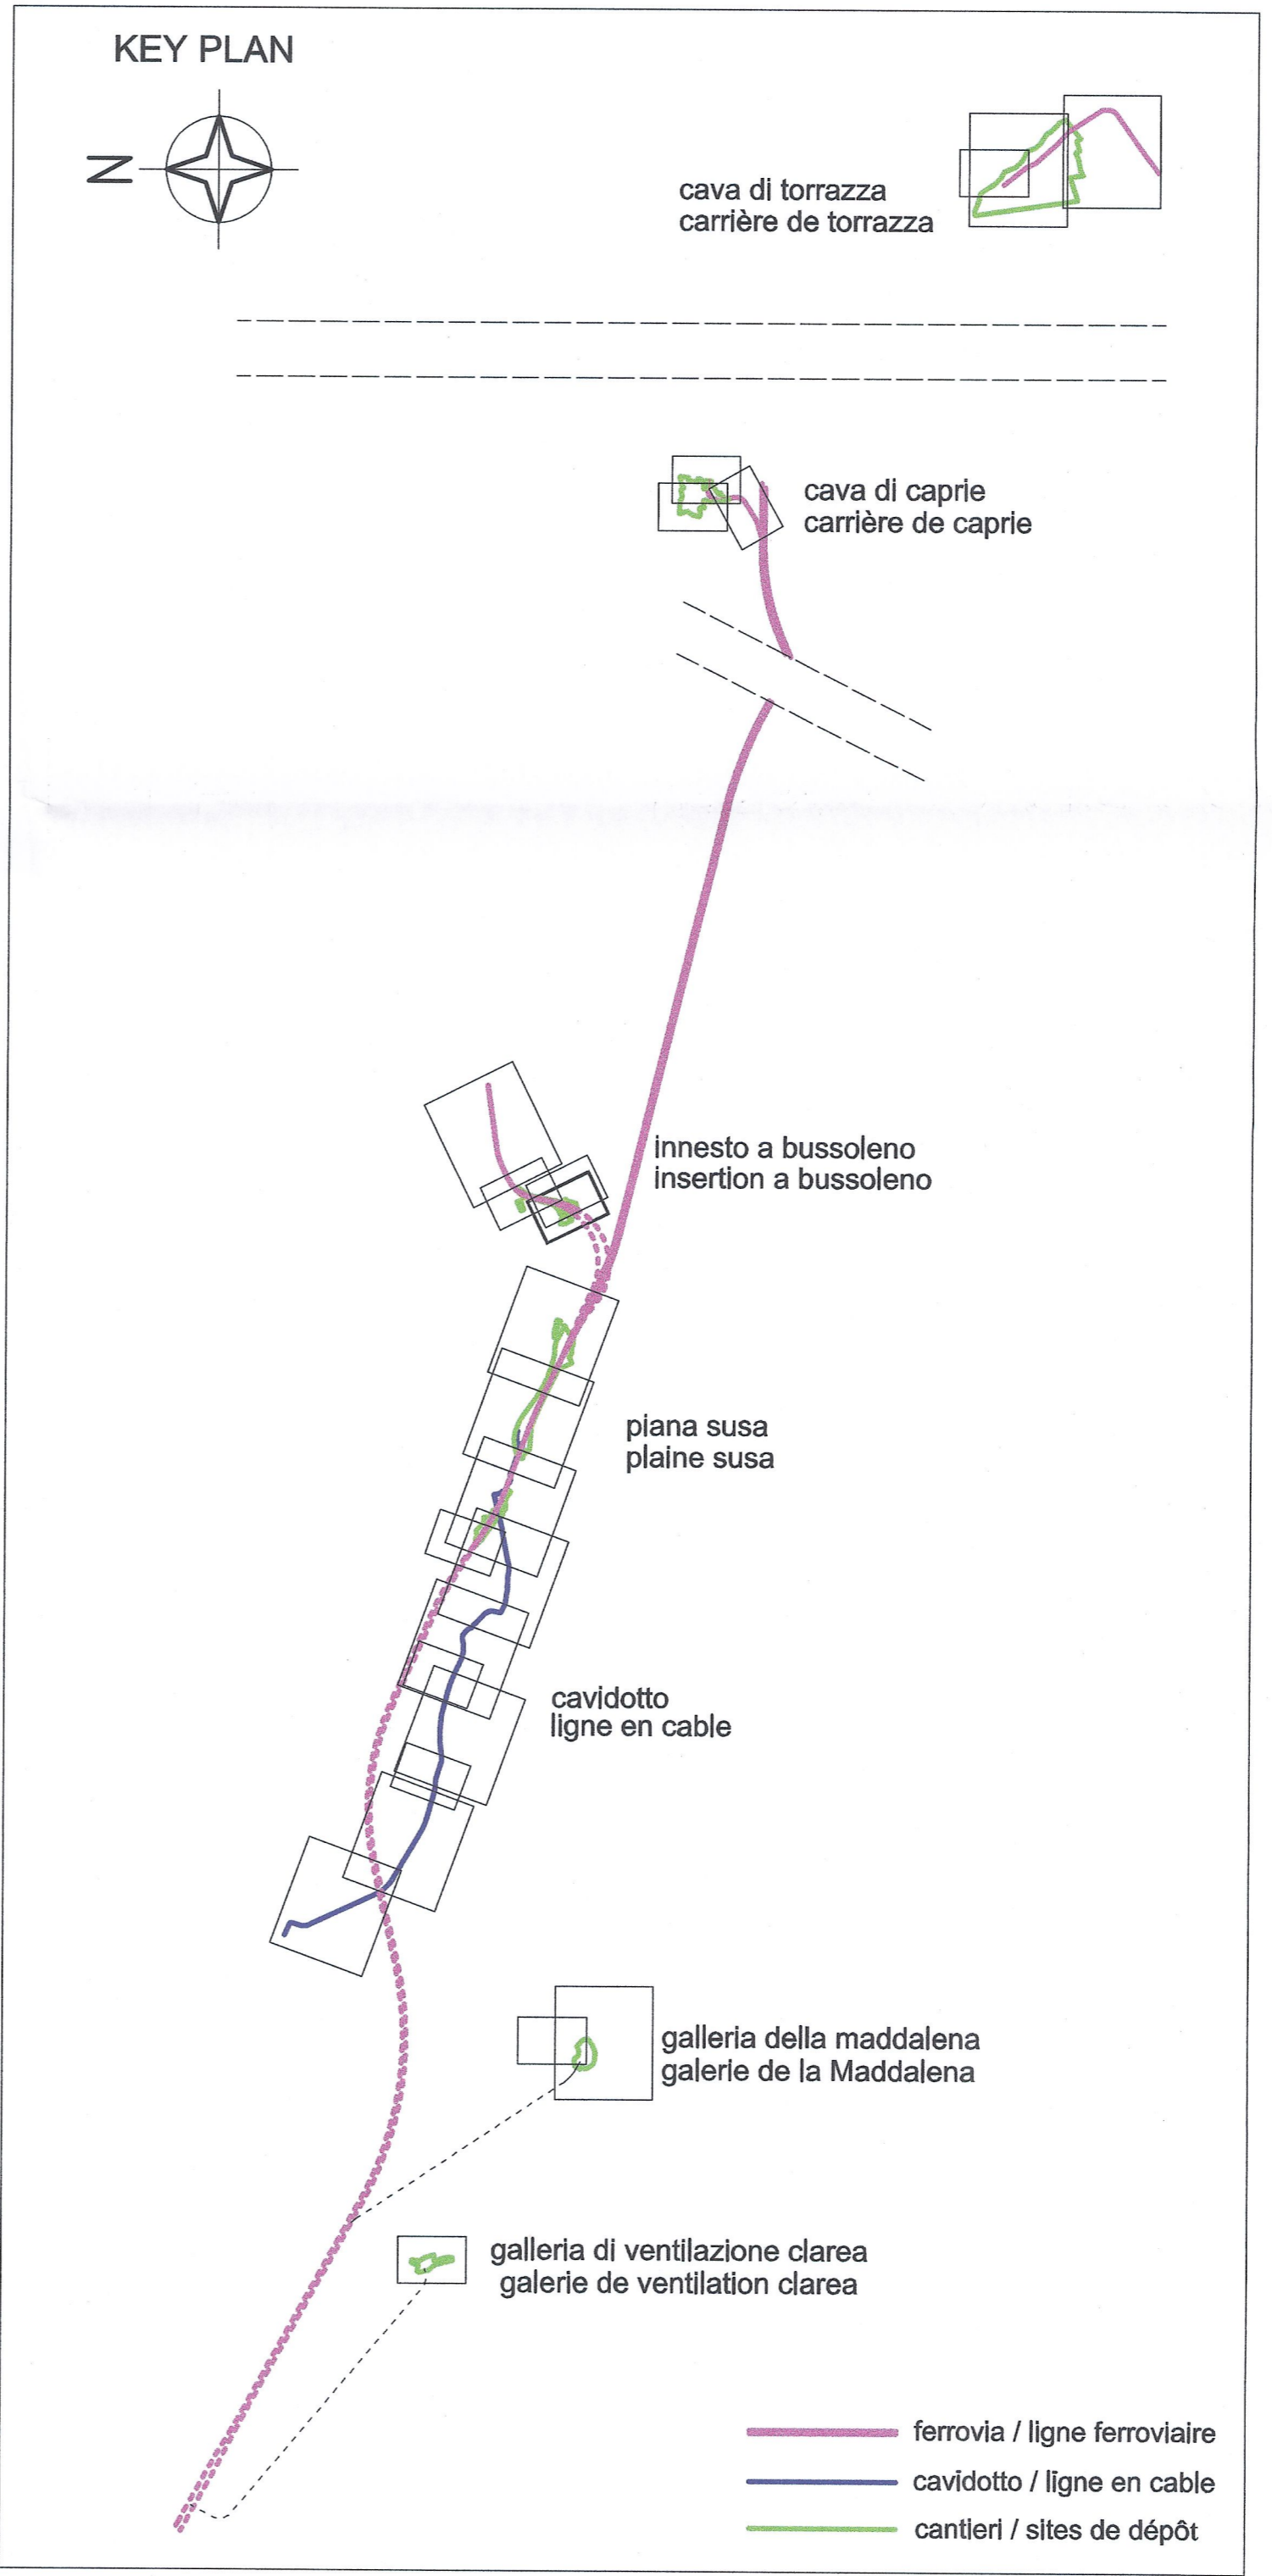 KEY PLAN
N
cava di torrazza
carrière de torrazza
cava di caprie
carrière de caprie
innesto a bussoleno
insertion a bussoleno
piana susa
plaine susa
cavidotto
ligne en cable
galleria della maddalena
galerie de la Maddalena
galleria di ventilazione clarea
galerie de ventilation clarea
ferrovia / ligne ferroviaire
cavidotto / ligne en cable
cantieri / sites de dépôt